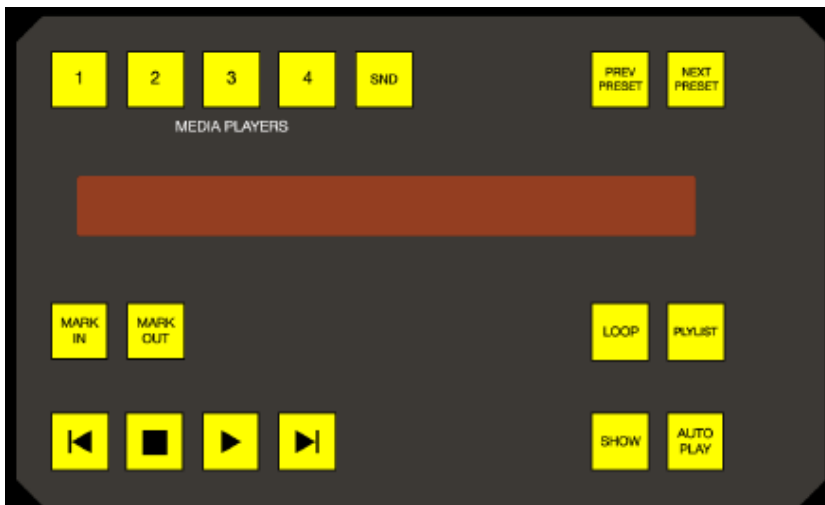 1 2 3 4 SND PREV PRESET NEXT PRESET
MEDIA PLAYERS
MARK IN MARK OUT LOOP PLYLIST
SHOW AUTO PLAY